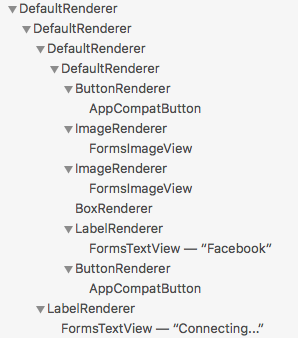 DefaultRenderer
DefaultRenderer
DefaultRenderer
DefaultRenderer
ButtonRenderer
AppCompatButton
ImageRenderer
FormsImageView
ImageRenderer
FormsImageView
BoxRenderer
LabelRenderer
FormsTextView — “Facebook”
ButtonRenderer
AppCompatButton
LabelRenderer
FormsTextView — “Connecting...”